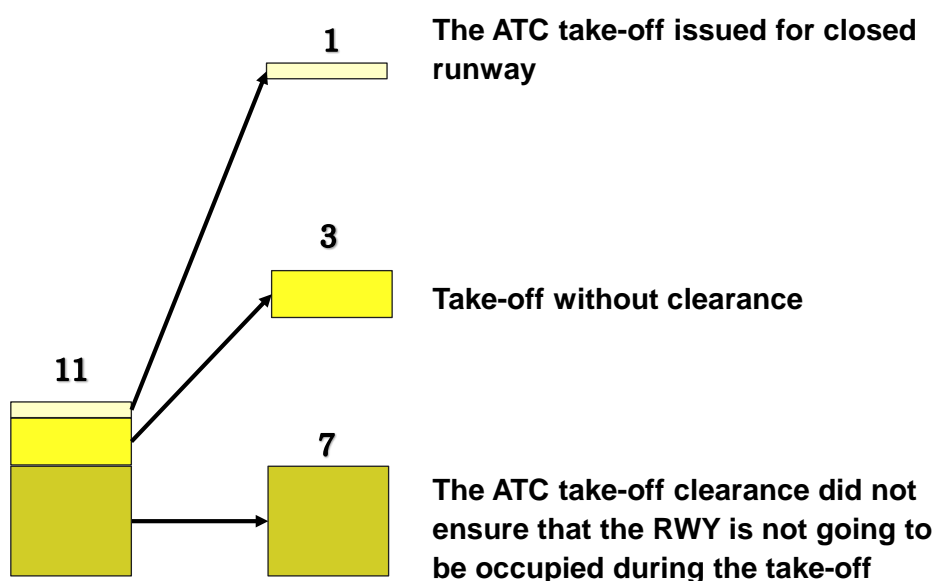 1
The ATC take-off issued for closed
runway
3
Take-off without clearance
11
7
The ATC take-off clearance did not
ensure that the RWY is not going to
be occupied during the take-off